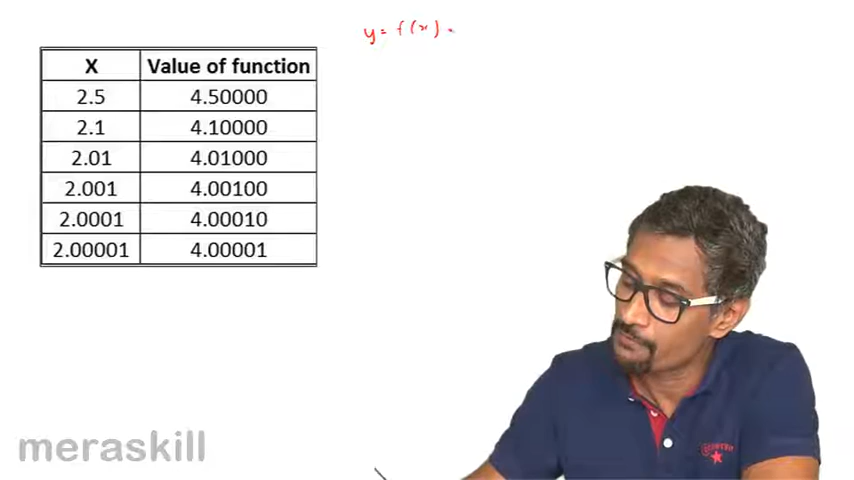 y = f(x) =
X Value of function
2.5 4.50000
2.1 4.10000
2.01 4.01000
2.001 4.00100
2.0001 4.00010
2.00001 4.00001
meraskill